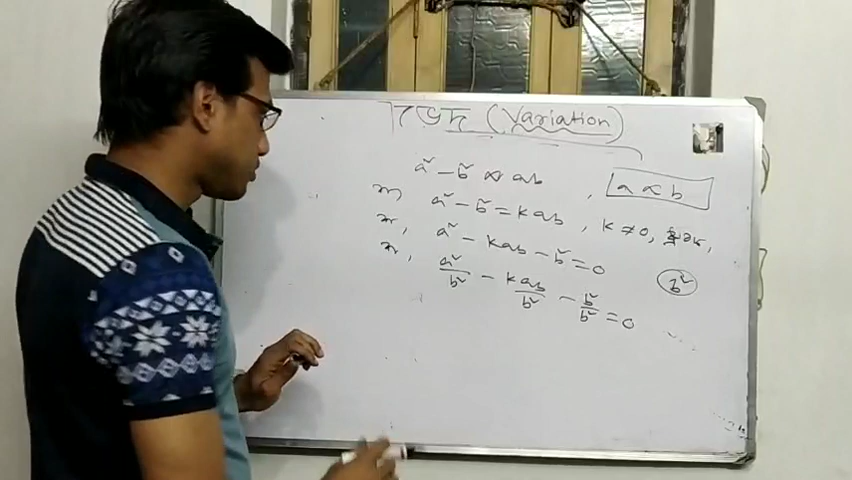 ভেদ (Variation)
a² - b² ∝ ab , a ∝ b
বা, a² - b² = kab , k ≠ 0, ধ্রুবক,
বা, a² - kab - b² = 0
বা, a²/b² - kab/b² - b²/b² = 0 b²